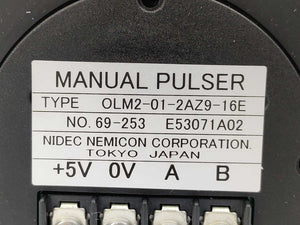 MANUAL PULSER
TYPE OLM2-01-2AZ9-16E
NO. 69-253 E53071A02
NIDEC NEMICON CORPORATION.
TOKYO JAPAN
+5V 0V A B